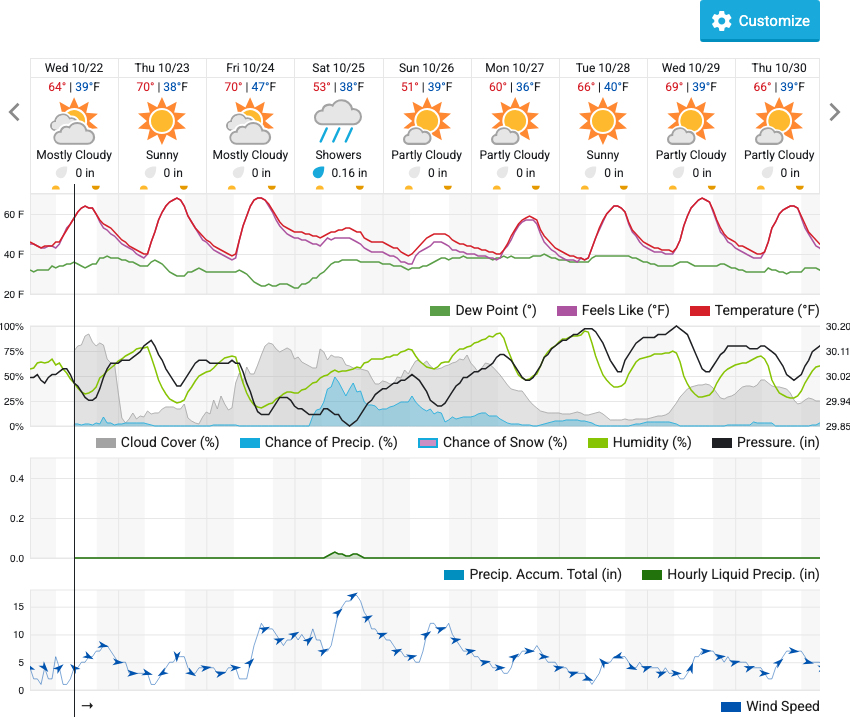 Customize
Wed 10/22 Thu 10/23 Fri 10/24 Sat 10/25 Sun 10/26 Mon 10/27 Tue 10/28 Wed 10/29 Thu 10/30
64° | 39°F 70° | 38°F 70° | 47°F 53° | 38°F 51° | 39°F 60° | 36°F 66° | 40°F 69° | 39°F 66° | 39°F
Mostly Cloudy Sunny Mostly Cloudy Showers Partly Cloudy Partly Cloudy Sunny Partly Cloudy Partly Cloudy
0 in 0 in 0 in 0.16 in 0 in 0 in 0 in 0 in 0 in
60 F
40 F
20 F
Dew Point (°) Feels Like (°F) Temperature (°F)
100% 30.20
75% 30.11
50% 30.02
25% 29.94
0% 29.85
Cloud Cover (%) Chance of Precip. (%) Chance of Snow (%) Humidity (%) Pressure. (in)
0.4
0.2
0.0
Precip. Accum. Total (in) Hourly Liquid Precip. (in)
15
10
5
0
→
Wind Speed